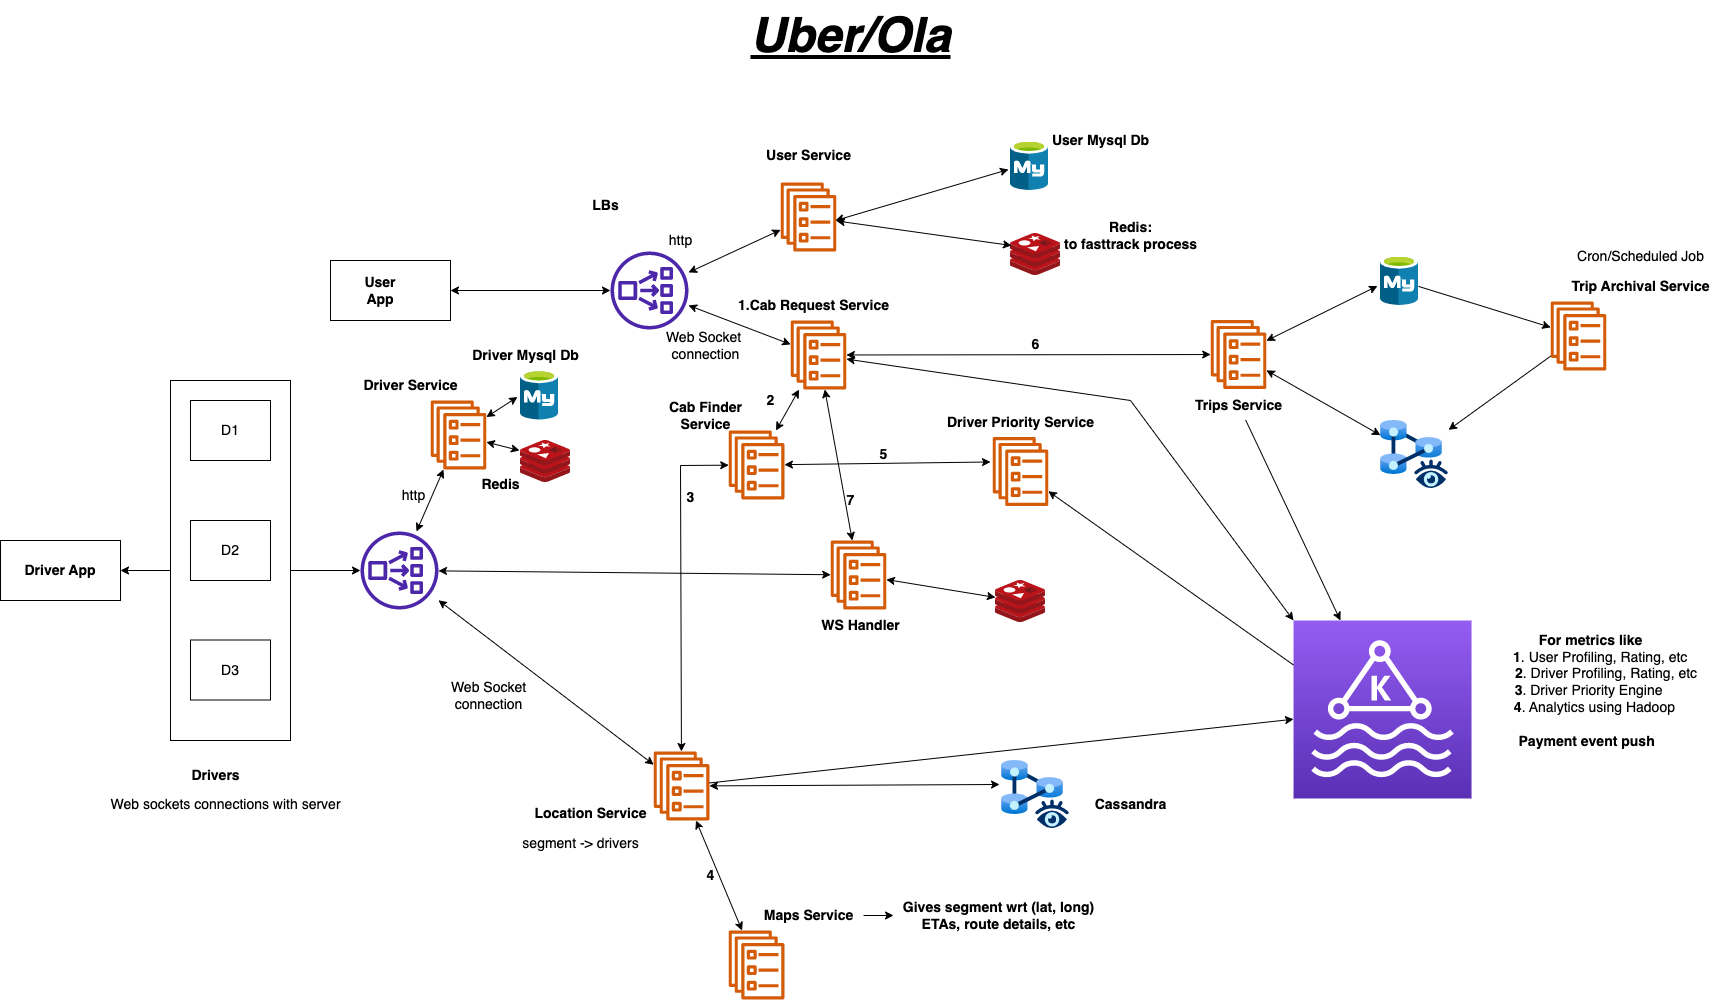 Uber/Ola
User Mysql Db
User Service
My
LBs
Redis:
to fasttrack process
http
Cron/Scheduled Job
User
App
My
Trip Archival Service
1.Cab Request Service
Web Socket
connection
6
Driver Mysql Db
Driver Service
My
2
Cab Finder
Service
Trips Service
Driver Priority Service
D1
5
Redis
http
3
7
D2
Driver App
WS Handler
D3
K
For metrics like
1. User Profiling, Rating, etc
2. Driver Profiling, Rating, etc
3. Driver Priority Engine
4. Analytics using Hadoop
Payment event push
Web Socket
connection
Drivers
Web sockets connections with server
Location Service
Cassandra
segment -> drivers
4
Maps Service
Gives segment wrt (lat, long)
ETAs, route details, etc